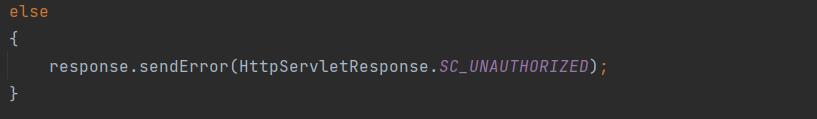 else
{
response.sendError(HttpServletResponse.SC_UNAUTHORIZED);
}